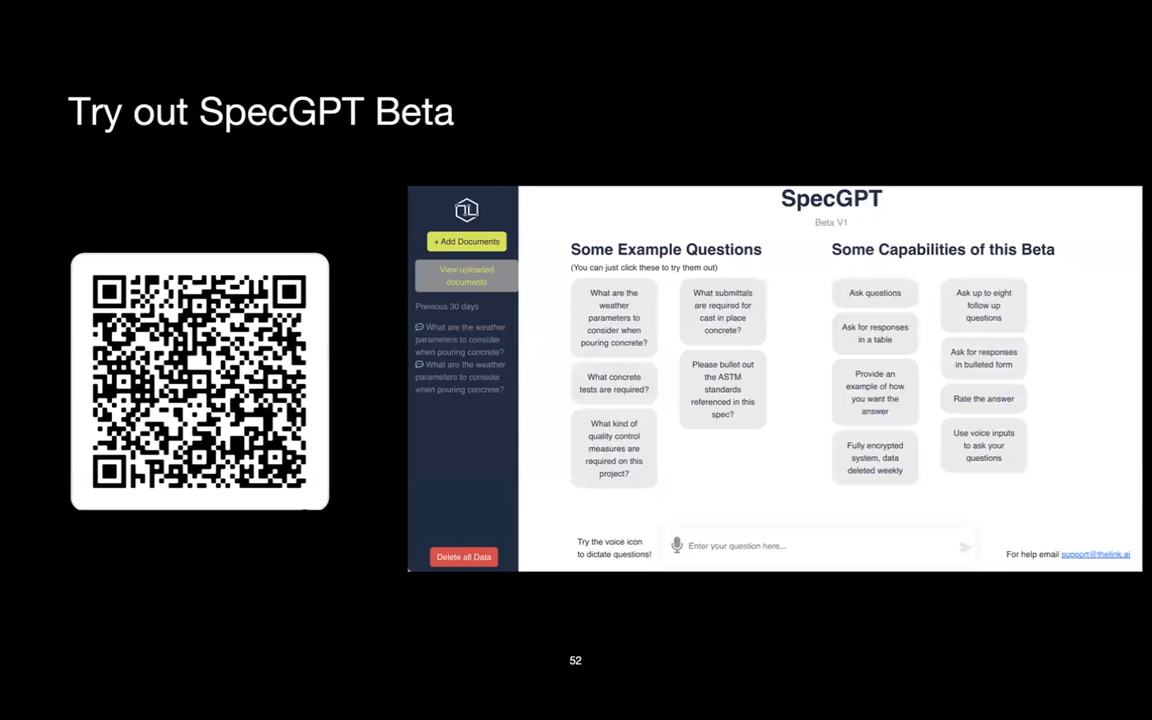 Try out SpecGPT Beta
+ Add Documents
View uploaded
documents
Previous 30 days
What are the weather
parameters to consider
when pouring concrete?
What are the weather
parameters to consider
when pouring concrete?
Delete all Data
SpecGPT
Beta V1
Some Example Questions
(You can just click these to try them out)
What are the
weather
parameters to
consider when
pouring concrete?
What concrete
tests are required?
What kind of
quality control
measures are
required on this
project?
What submittals
are required for
cast in place
concrete?
Please bullet out
the ASTM
standards
referenced in this
spec?
Some Capabilities of this Beta
Ask questions
Ask for responses
in a table
Provide an
example of how
you want the
answer
Fully encrypted
system, data
deleted weekly
Ask up to eight
follow up
questions
Ask for responses
in bulleted form
Rate the answer
Use voice inputs
to ask your
questions
Try the voice icon
to dictate questions!
Enter your question here...
For help email support@thelink.ai
52